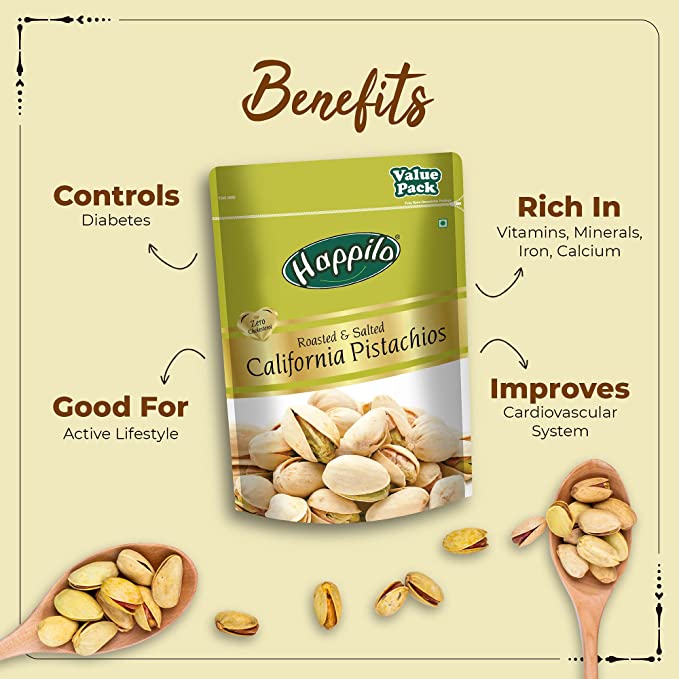 Benefits
Controls
Diabetes
Rich In
Vitamins, Minerals,
Iron, Calcium
Good For
Active Lifestyle
Improves
Cardiovascular
System
Value
Pack
Happilo®
Zero
Cholesterol
Roasted & Salted
California Pistachios